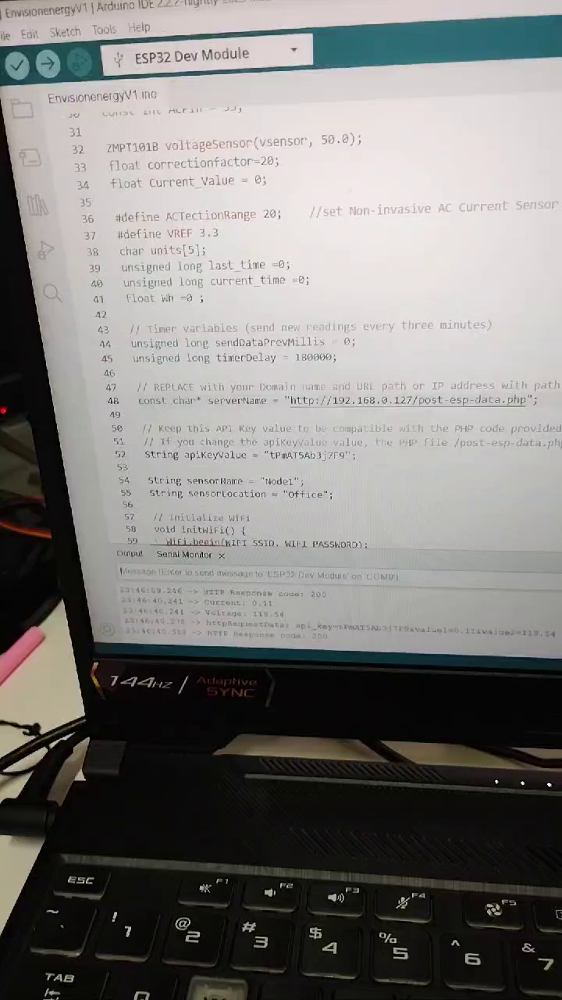 EnvisionenergyV1 | Arduino IDE 2.2.2-nightly
File Edit Sketch Tools Help
ESP32 Dev Module
EnvisionenergyV1.ino
30
31
32 ZMPT101B voltageSensor(vsensor, 50.0);
33 float correctionfactor=20;
34 float Current_Value = 0;
35
36 #define ACTectionRange 20; //set Non-invasive AC Current Sensor
37 #define VREF 3.3
38 char units[5];
39 unsigned long last_time =0;
40 unsigned long current_time =0;
41 float Wh =0 ;
42
43 // Timer variables (send new readings every three minutes)
44 unsigned long sendDataPrevMillis = 0;
45 unsigned long timerDelay = 180000;
46
47 // REPLACE with your Domain name and URL path or IP address with path
48 const char* serverName = "http://192.168.0.127/post-esp-data.php";
49
50 // Keep this API Key value to be compatible with the PHP code provided
51 // If you change the apiKeyValue value, the PHP file /post-esp-data.php
52 String apiKeyValue = "tPmAT5Ab3j7F9";
53
54 String sensorName = "Node1";
55 String sensorLocation = "Office";
56
57 // Initialize WiFi
58 void initWiFi() {
59 WiFi.begin(WIFI_SSID, WIFI_PASSWORD);
Output Serial Monitor x
Message (Enter to send message to 'ESP32 Dev Module' on 'COM9')
23:46:09.246 -> HTTP Response code: 200
23:46:40.241 -> Current: 0.11
23:46:40.241 -> Voltage: 118.54
23:46:40.278 -> httpRequestData: api_key=tPmAT5Ab3j7F9&value1=0.11&value2=118.54
23:46:40.313 -> HTTP Response code: 200
144Hz | Adaptive
SYNC
ESC F1 F2 F3 F4 F5
~ ! 1 @ 2 # 3 $ 4 % 5 ^ 6 & 7
TAB Q